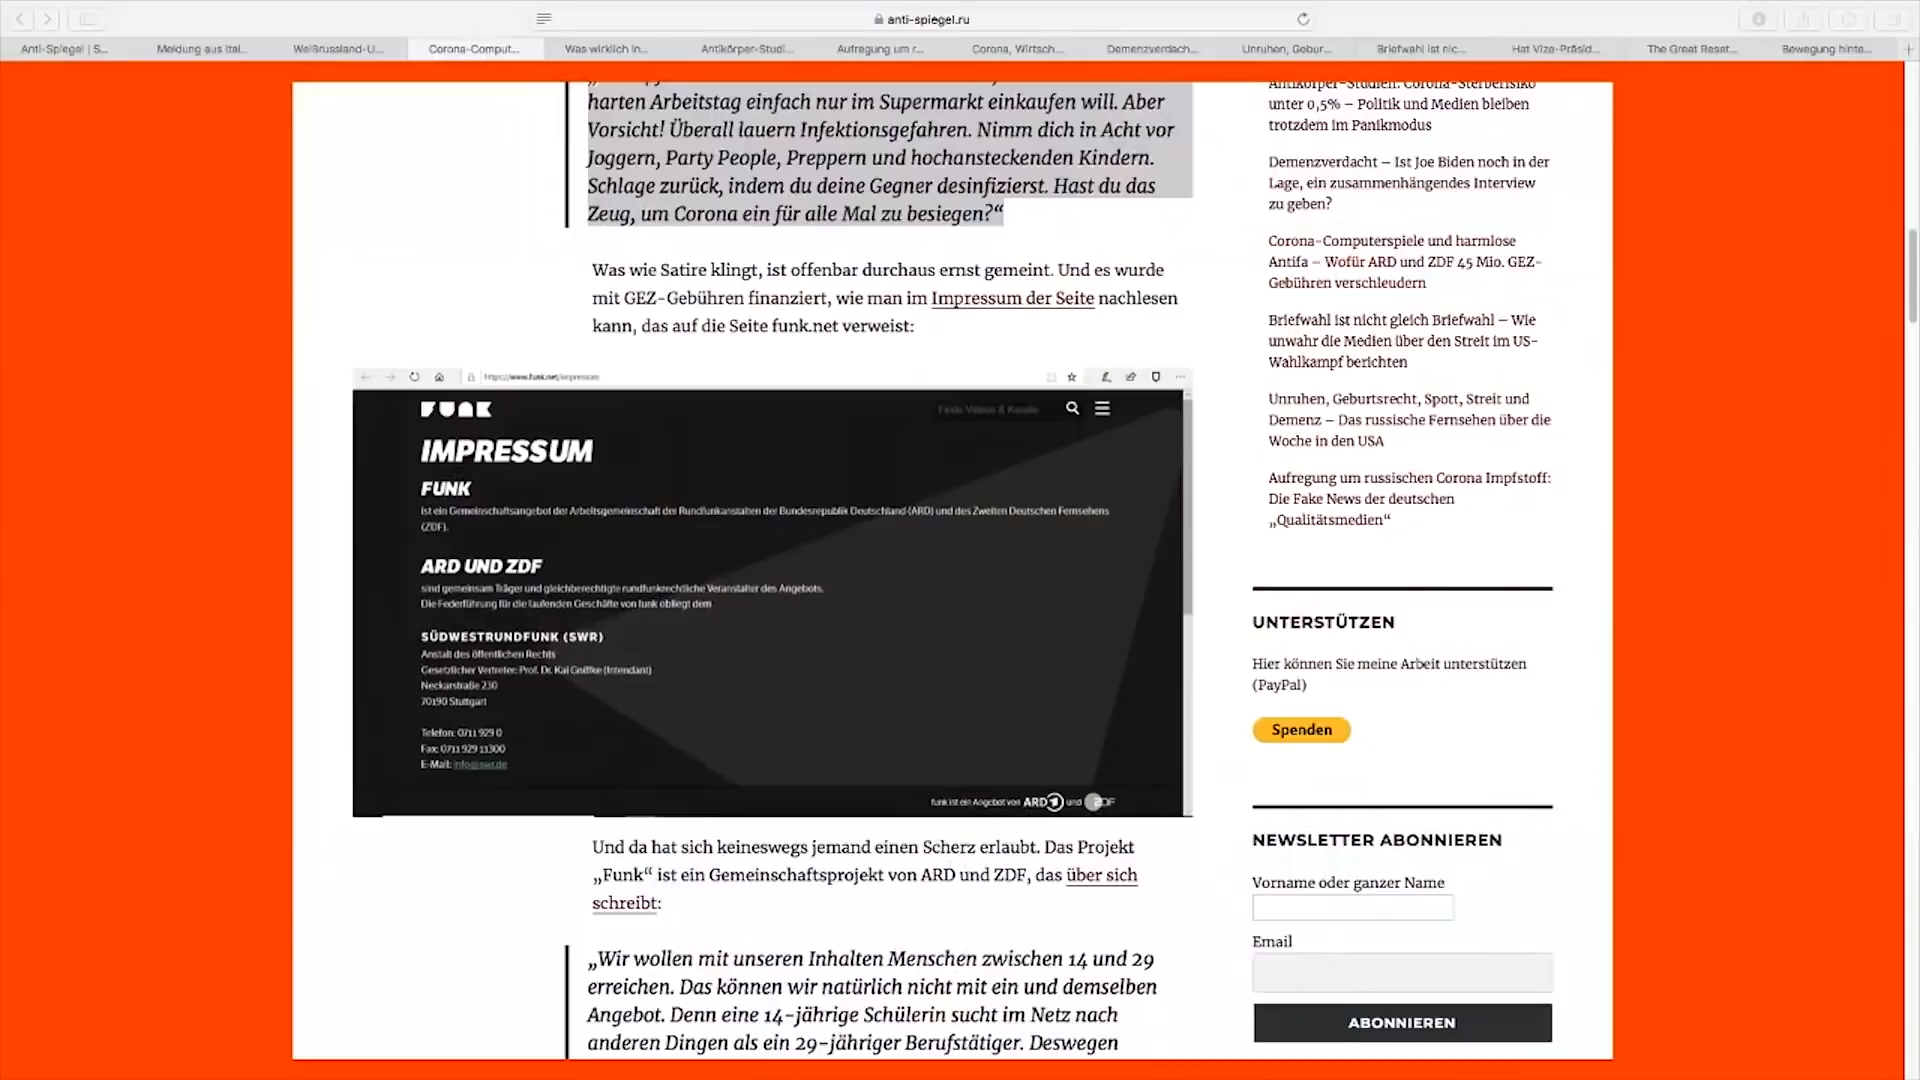 anti-spiegel.ru
Anti-Spiegel | S...
Meldung aus Ital...
Weißrussland-U...
Corona-Comput...
Was wirklich in...
Antikörper-Studi...
Aufregung um r...
Corona, Wirtsch...
Demenzverdach...
Unruhen, Gebur...
Briefwahl ist nic...
Hat Vize-Präsid...
The Great Reset...
Bewegung hinte...
harten Arbeitstag einfach nur im Supermarkt einkaufen will. Aber
Vorsicht! Überall lauern Infektionsgefahren. Nimm dich in Acht vor
Joggern, Party People, Preppern und hochansteckenden Kindern.
Schlage zurück, indem du deine Gegner desinfizierst. Hast du das
Zeug, um Corona ein für alle Mal zu besiegen?“
Was wie Satire klingt, ist offenbar durchaus ernst gemeint. Und es wurde
mit GEZ-Gebühren finanziert, wie man im Impressum der Seite nachlesen
kann, das auf die Seite funk.net verweist:
https://www.funk.net/impressum
FUNK
IMPRESSUM
FUNK
ist ein Gemeinschaftsangebot der Arbeitsgemeinschaft der Rundfunkanstalten der Bundesrepublik Deutschland (ARD) und des Zweiten Deutschen Fernsehens
(ZDF).
ARD UND ZDF
sind gemeinsam Träger und gleichberechtigte rundfunkrechtliche Veranstalter des Angebots.
Die Federführung für die laufenden Geschäfte von funk obliegt dem
SÜDWESTRUNDFUNK (SWR)
Anstalt des öffentlichen Rechts
Gesetzlicher Vertreter: Prof. Dr. Kai Gniffke (Intendant)
Neckarstraße 230
70190 Stuttgart
Telefon: 0711 929 0
Fax: 0711 929 11300
E-Mail: info@swr.de
funk ist ein Angebot von ARD 1 und ZDF
Und da hat sich keineswegs jemand einen Scherz erlaubt. Das Projekt
„Funk“ ist ein Gemeinschaftsprojekt von ARD und ZDF, das über sich
schreibt:
„Wir wollen mit unseren Inhalten Menschen zwischen 14 und 29
erreichen. Das können wir natürlich nicht mit ein und demselben
Angebot. Denn eine 14-jährige Schülerin sucht im Netz nach
anderen Dingen als ein 29-jähriger Berufstätiger. Deswegen
Antikörper-Studien: Corona-Sterberisiko
unter 0,5% – Politik und Medien bleiben
trotzdem im Panikmodus
Demenzverdacht – Ist Joe Biden noch in der
Lage, ein zusammenhängendes Interview
zu geben?
Corona-Computerspiele und harmlose
Antifa – Wofür ARD und ZDF 45 Mio. GEZ-
Gebühren verschleudern
Briefwahl ist nicht gleich Briefwahl – Wie
unwahr die Medien über den Streit im US-
Wahlkampf berichten
Unruhen, Geburtsrecht, Spott, Streit und
Demenz – Das russische Fernsehen über die
Woche in den USA
Aufregung um russischen Corona Impfstoff:
Die Fake News der deutschen
„Qualitätsmedien“
UNTERSTÜTZEN
Hier können Sie meine Arbeit unterstützen
(PayPal)
Spenden
NEWSLETTER ABONNIEREN
Vorname oder ganzer Name
Email
ABONNIEREN